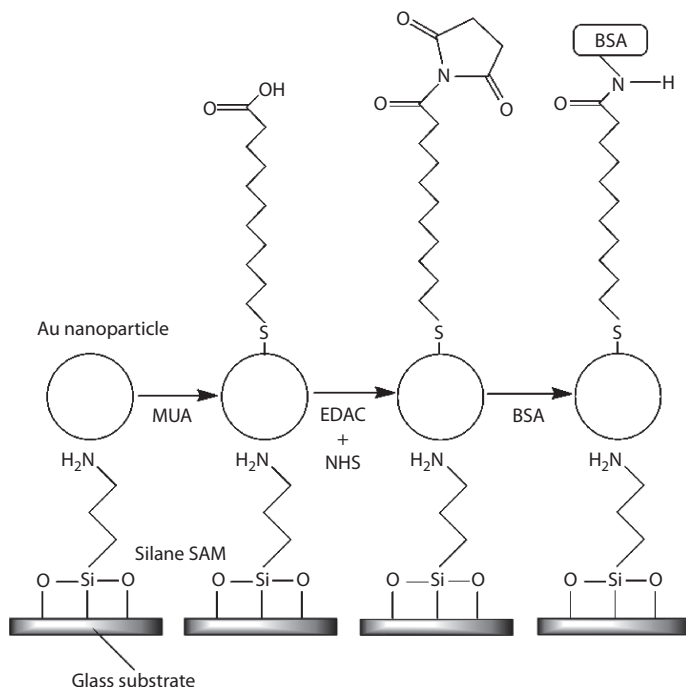 O
O
N
O
O
BSA
N
H
O
OH
O
S
S
S
Au nanoparticle
MUA
EDAC
+
NHS
BSA
H2N
H2N
H2N
H2N
Silane SAM
O Si O
O Si O
O Si O
O Si O
Glass substrate